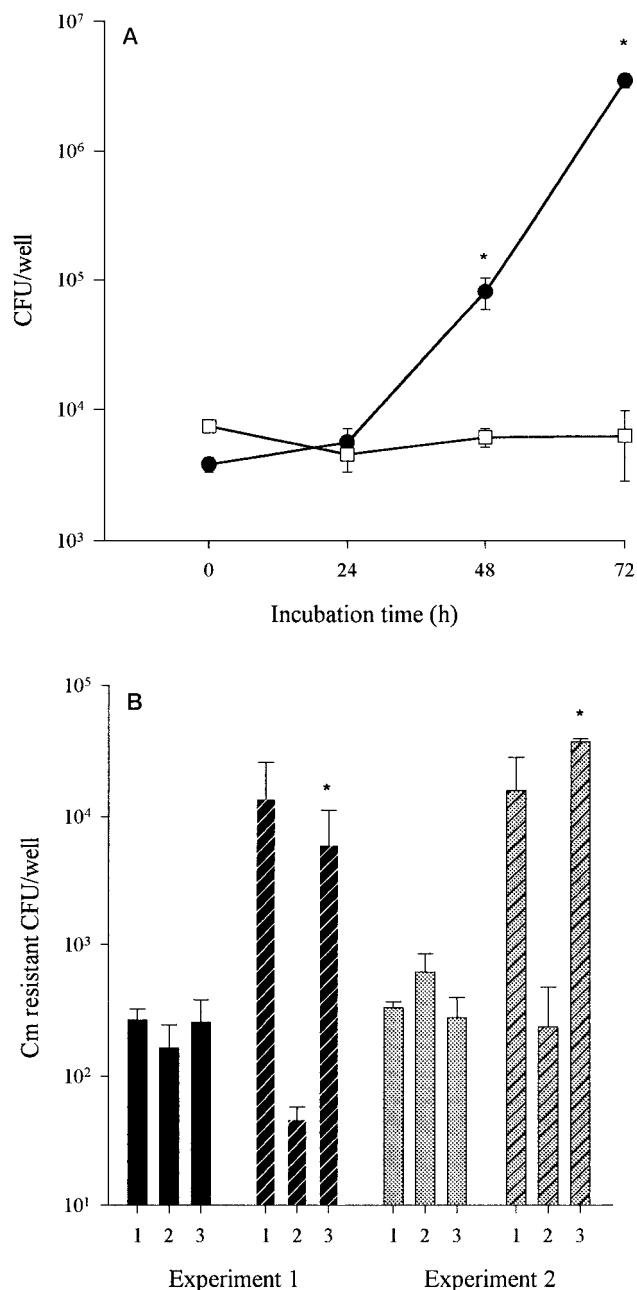 A
10⁷
*
10⁶
*
10⁵
10⁴
10³
CFU/well
0 24 48 72
Incubation time (h)
B
10⁵
*
*
10⁴
10³
10²
10¹
Cm resistant CFU/well
1 2 3 1 2 3 1 2 3 1 2 3
Experiment 1 Experiment 2